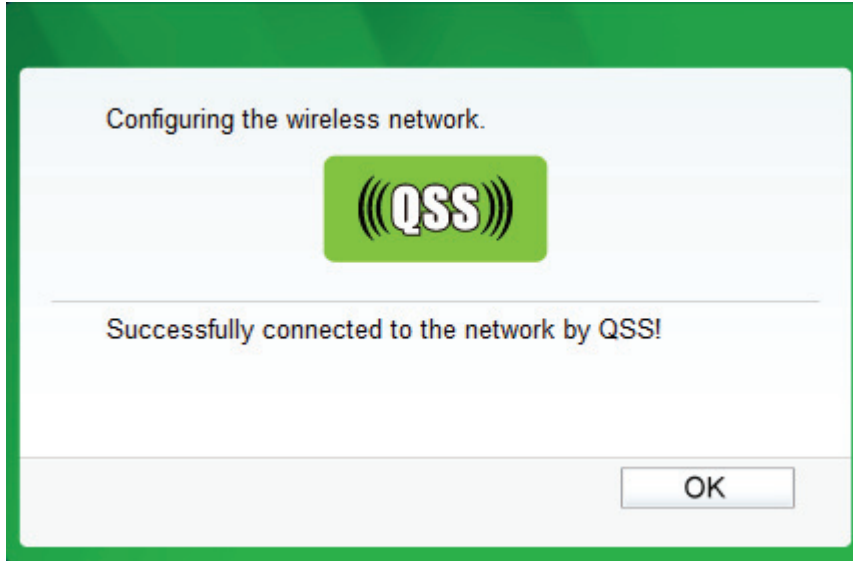 Configuring the wireless network.
(((QSS)))
Successfully connected to the network by QSS!
OK